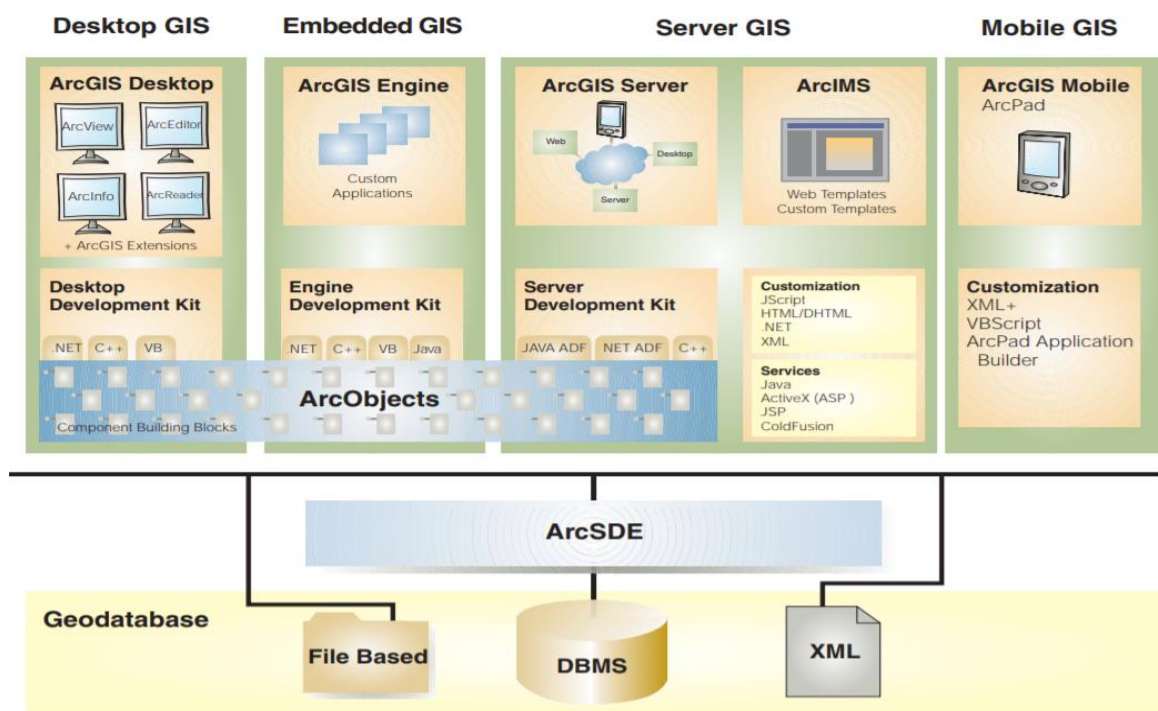 Desktop GIS
Embedded GIS
Server GIS
Mobile GIS
ArcGIS Desktop
ArcView
ArcEditor
ArcInfo
ArcReader
+ ArcGIS Extensions
ArcGIS Engine
Custom
Applications
ArcGIS Server
Web
Desktop
Server
ArcIMS
Web Templates
Custom Templates
ArcGIS Mobile
ArcPad
Desktop
Development Kit
.NET
C++
VB
Engine
Development Kit
.NET
C++
VB
Java
Server
Development Kit
JAVA ADF
NET ADF
C++
Customization
JScript
HTML/DHTML
.NET
XML
Services
Java
ActiveX (ASP )
JSP
ColdFusion
Customization
XML+
VBScript
ArcPad Application
Builder
ArcObjects
Component Building Blocks
ArcSDE
Geodatabase
File Based
DBMS
XML